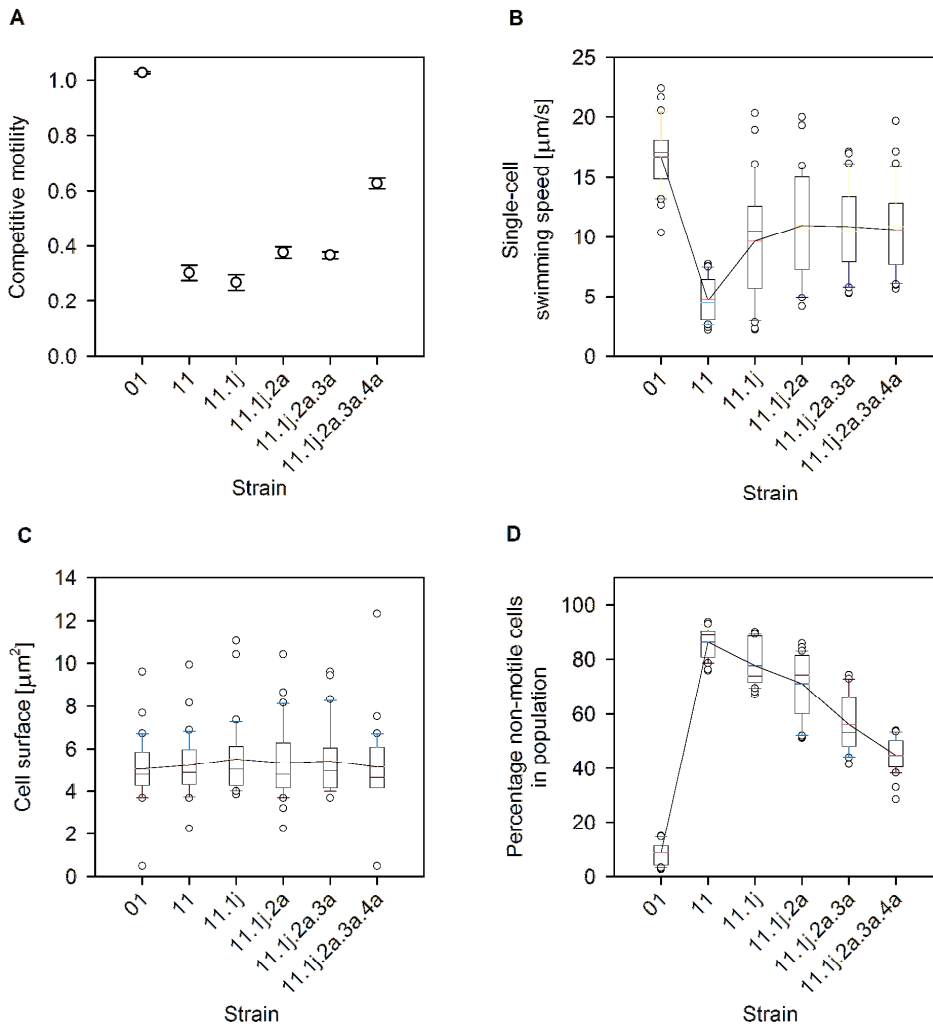 A
Competitive motility
1.0
0.8
0.6
0.4
0.2
0.0
01
11
11.1j
11.1j.2a
11.1j.2a.3a
11.1j.2a.3a.4a
Strain
B
Single-cell
swimming speed [µm/s]
25
20
15
10
5
0
01
11
11.1j
11.1j.2a
11.1j.2a.3a
11.1j.2a.3a.4a
Strain
C
Cell surface [µm²]
14
12
10
8
6
4
2
0
01
11
11.1j
11.1j.2a
11.1j.2a.3a
11.1j.2a.3a.4a
Strain
D
Percentage non-motile cells
in population
100
80
60
40
20
0
01
11
11.1j
11.1j.2a
11.1j.2a.3a
11.1j.2a.3a.4a
Strain